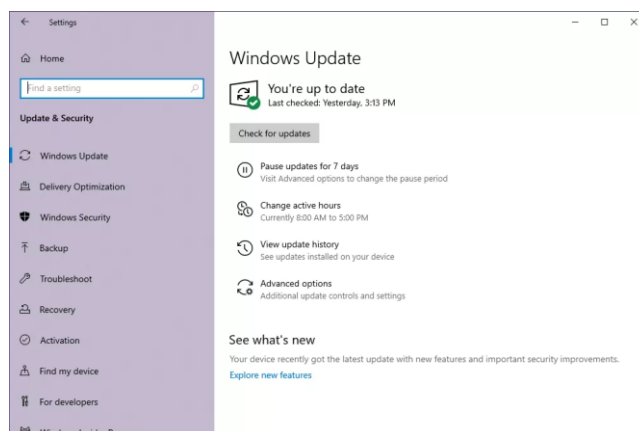 Settings
Home
Find a setting
Update & Security
Windows Update
Delivery Optimization
Windows Security
Backup
Troubleshoot
Recovery
Activation
Find my device
For developers
Windows Update
You're up to date
Last checked: Yesterday, 3:13 PM
Check for updates
Pause updates for 7 days
Visit Advanced options to change the pause period
Change active hours
Currently 8:00 AM to 5:00 PM
View update history
See updates installed on your device
Advanced options
Additional update controls and settings
See what's new
Your device recently got the latest update with new features and important security improvements.
Explore new features